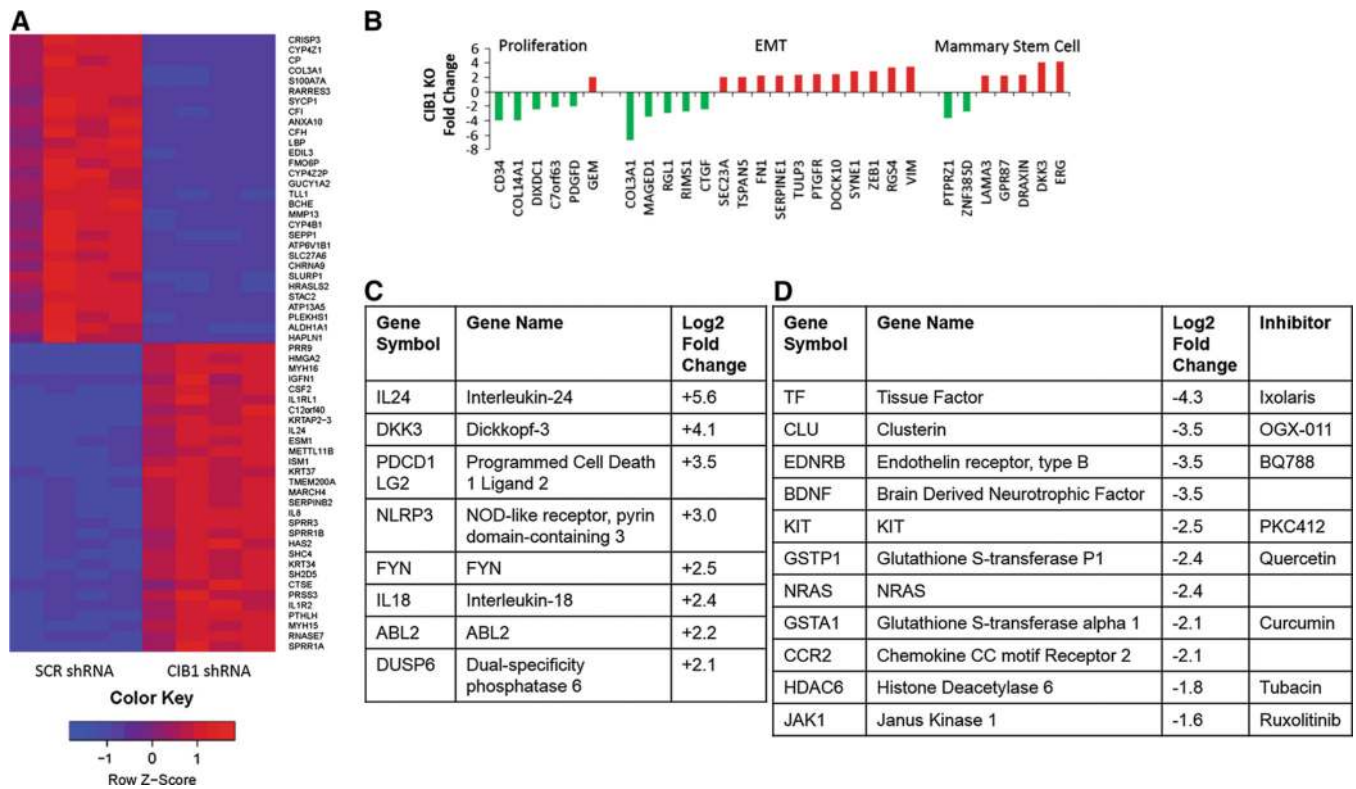 A
CRISP3
CYP4Z1
CP
COL3A1
S100A7A
RARRES3
SYCP1
CFI
ANXA10
CFH
LBP
EDIL3
FMO6P
CYP4Z2P
GUCY1A2
TLL1
BCHE
MMP13
CYP4B1
SEPP1
ATP6V1B1
SLC27A6
CHRNA9
SLURP1
HRASLS2
STAC2
ATP13A5
PLEKHS1
ALDH1A1
HAPLN1
PRR9
HMGA2
MYH16
IGFN1
CSF2
IL1RL1
C12orf40
KRTAP2-3
IL24
ESM1
METTL11B
ISM1
KRT37
TMEM200A
MARCH4
SERPINB2
IL8
SPRR3
SPRR1B
HAS2
SHC4
KRT34
SH2D5
CTSE
PRSS3
IL1R2
PTHLH
MYH15
RNASE7
SPRR1A
SCR shRNA CIB1 shRNA
Color Key
−1 0 1
Row Z−Score
B
Proliferation EMT Mammary Stem Cell
CIB1 KO
Fold Change
6
4
2
0
-2
-4
-6
-8
CD34
COL14A1
DIXDC1
C7orf63
PDGFD
GEM
COL3A1
MAGED1
RGL1
RIMS1
CTGF
SEC23A
TSPAN5
FN1
SERPINE1
TULP3
PTGFR
DOCK10
SYNE1
ZEB1
RGS4
VIM
PTPRZ1
ZNF385D
LAMA3
GPR87
DRAXIN
DKK3
ERG
C
Gene Symbol Gene Name Log2 Fold Change
IL24 Interleukin-24 +5.6
DKK3 Dickkopf-3 +4.1
PDCD1 Programmed Cell Death +3.5
LG2 1 Ligand 2
NLRP3 NOD-like receptor, pyrin +3.0
domain-containing 3
FYN FYN +2.5
IL18 Interleukin-18 +2.4
ABL2 ABL2 +2.2
DUSP6 Dual-specificity +2.1
phosphatase 6
D
Gene Symbol Gene Name Log2 Fold Change Inhibitor
TF Tissue Factor -4.3 Ixolaris
CLU Clusterin -3.5 OGX-011
EDNRB Endothelin receptor, type B -3.5 BQ788
BDNF Brain Derived Neurotrophic Factor -3.5
KIT KIT -2.5 PKC412
GSTP1 Glutathione S-transferase P1 -2.4 Quercetin
NRAS NRAS -2.4
GSTA1 Glutathione S-transferase alpha 1 -2.1 Curcumin
CCR2 Chemokine CC motif Receptor 2 -2.1
HDAC6 Histone Deacetylase 6 -1.8 Tubacin
JAK1 Janus Kinase 1 -1.6 Ruxolitinib